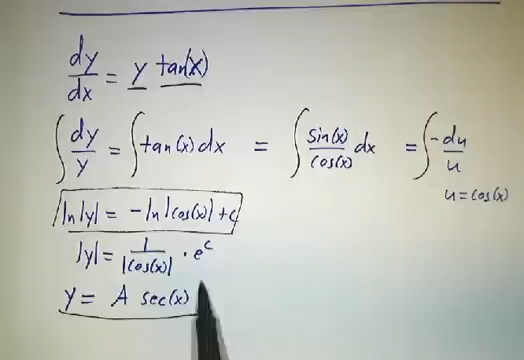 dy/dx = y tan(x)
∫ dy/y = ∫ tan(x) dx = ∫ sin(x)/cos(x) dx = ∫ -du/u
u = cos(x)
ln |y| = - ln |cos(x)| + c
|y| = 1/|cos(x)| · e^c
y = A sec(x)